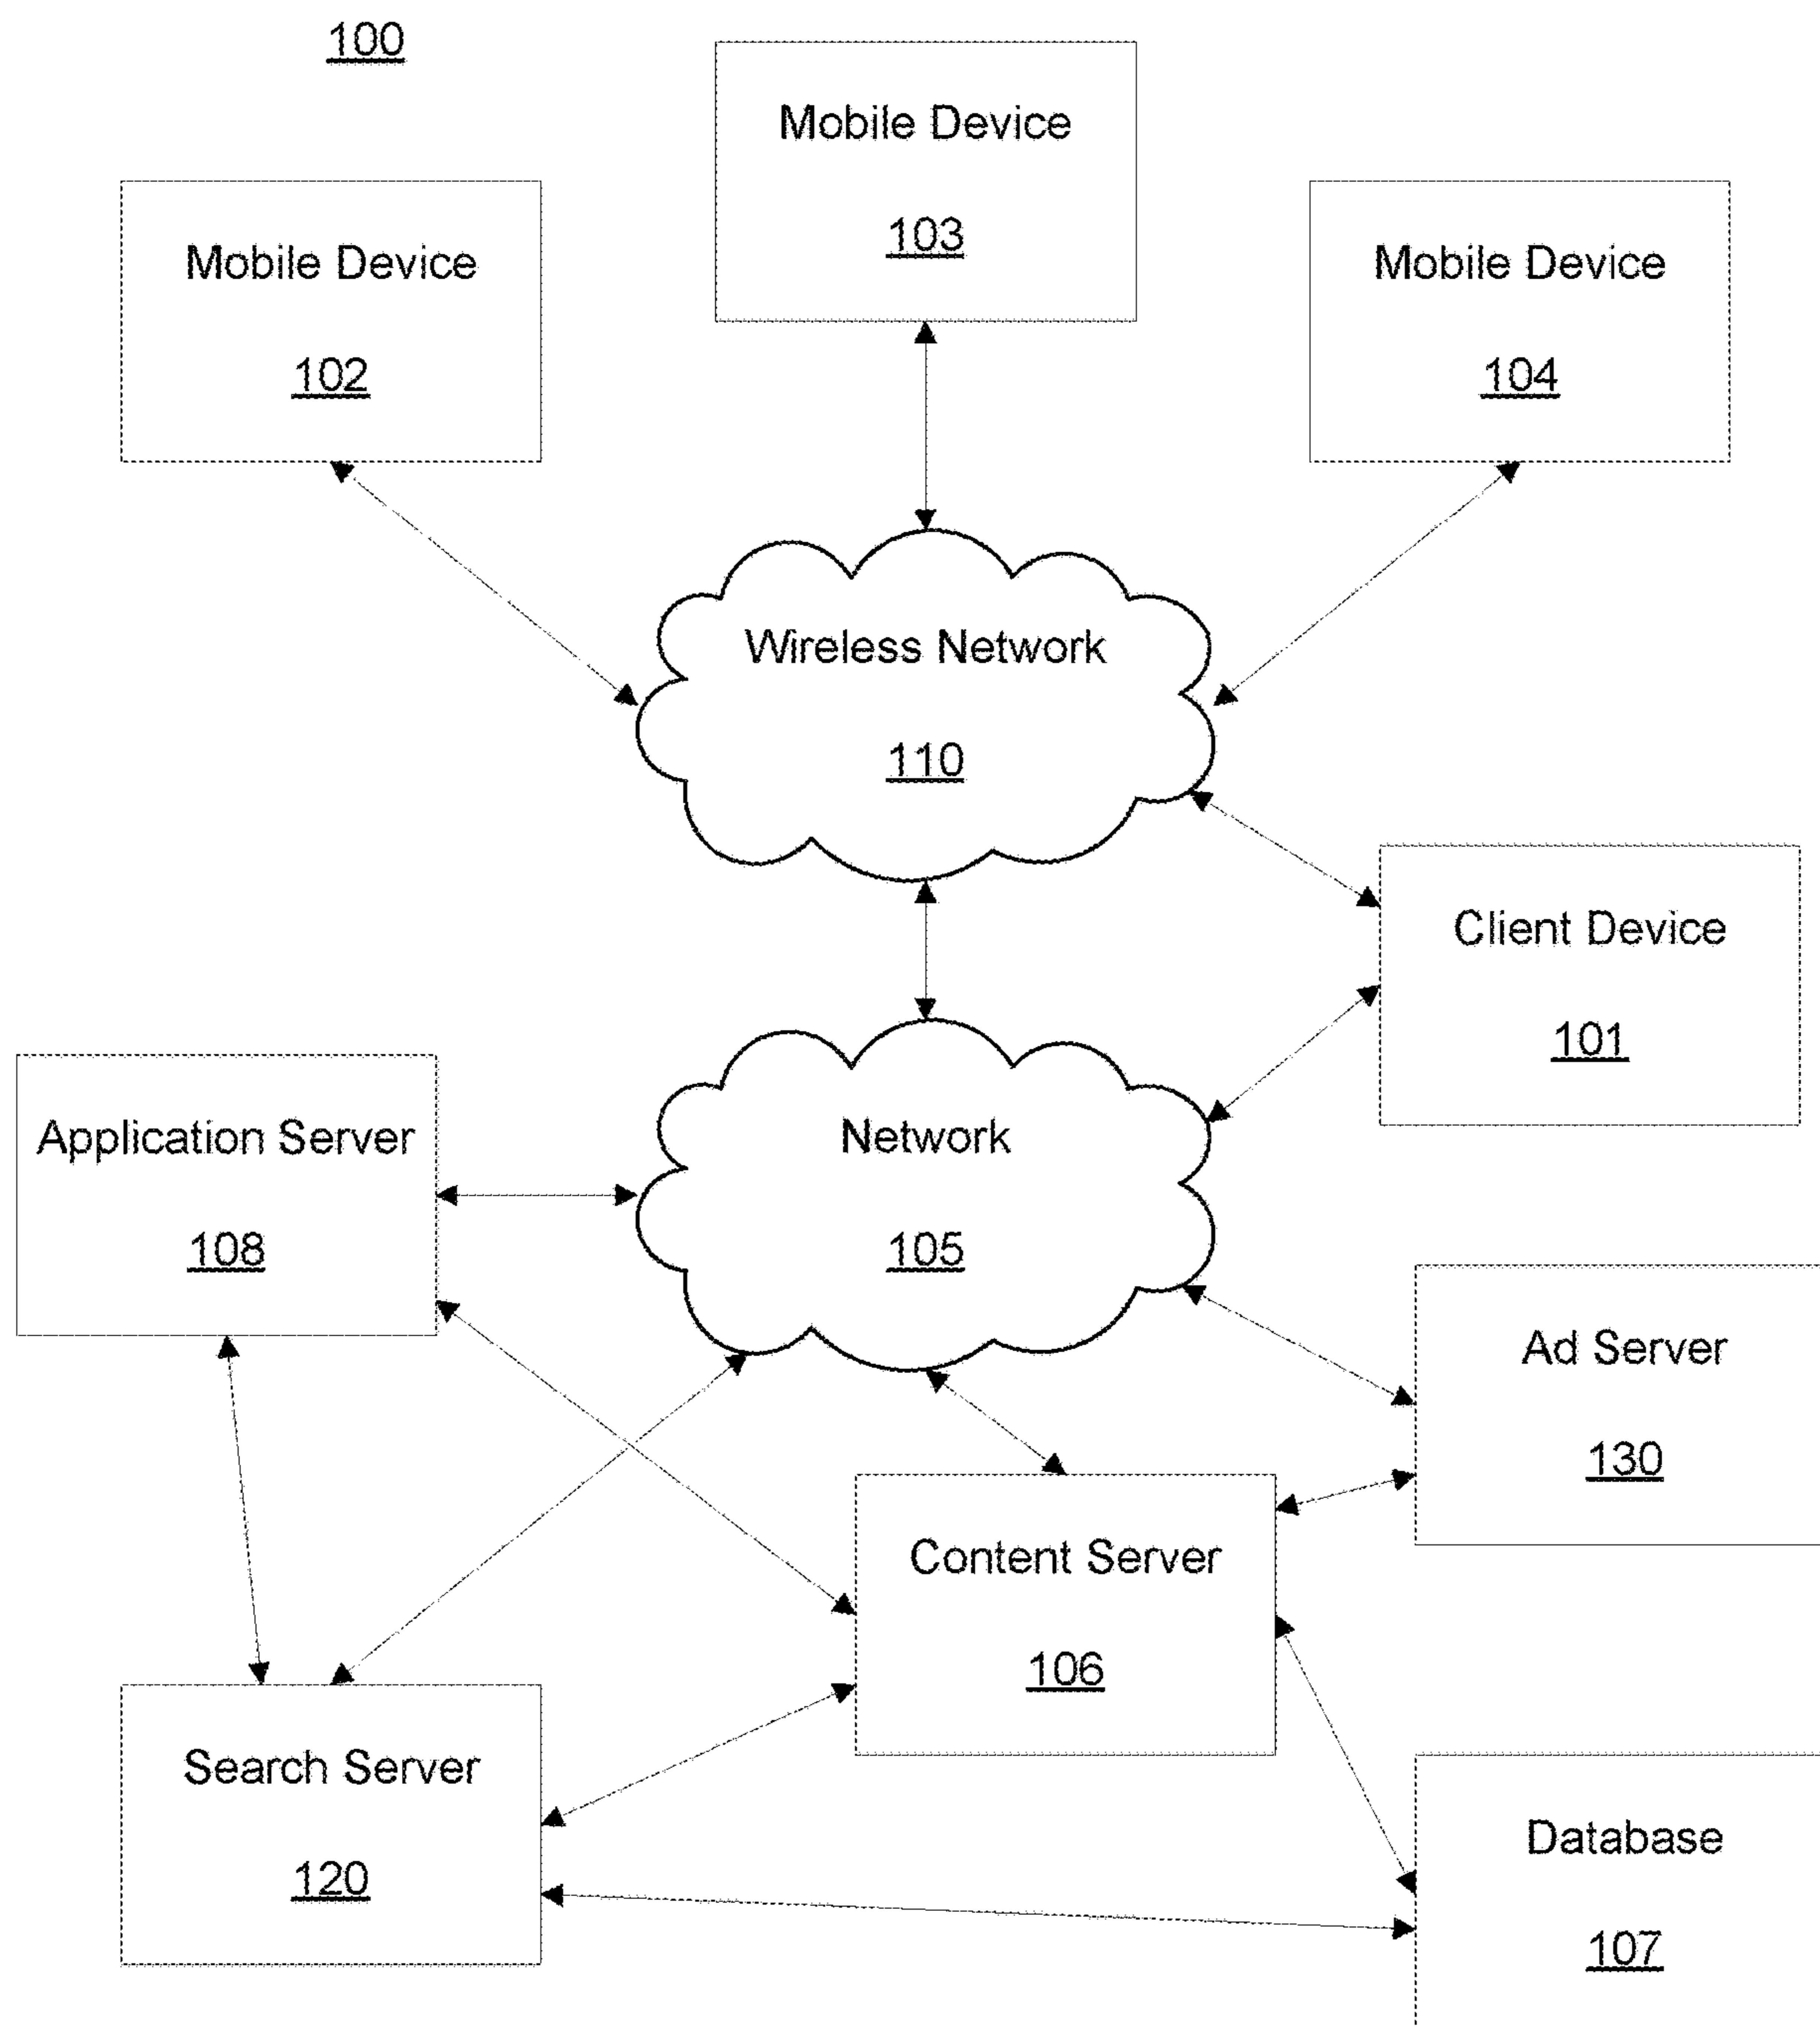 100
Mobile Device
103
Mobile Device
102
Mobile Device
104
Wireless Network
110
Client Device
101
Application Server
108
Network
105
Ad Server
130
Content Server
106
Search Server
120
Database
107